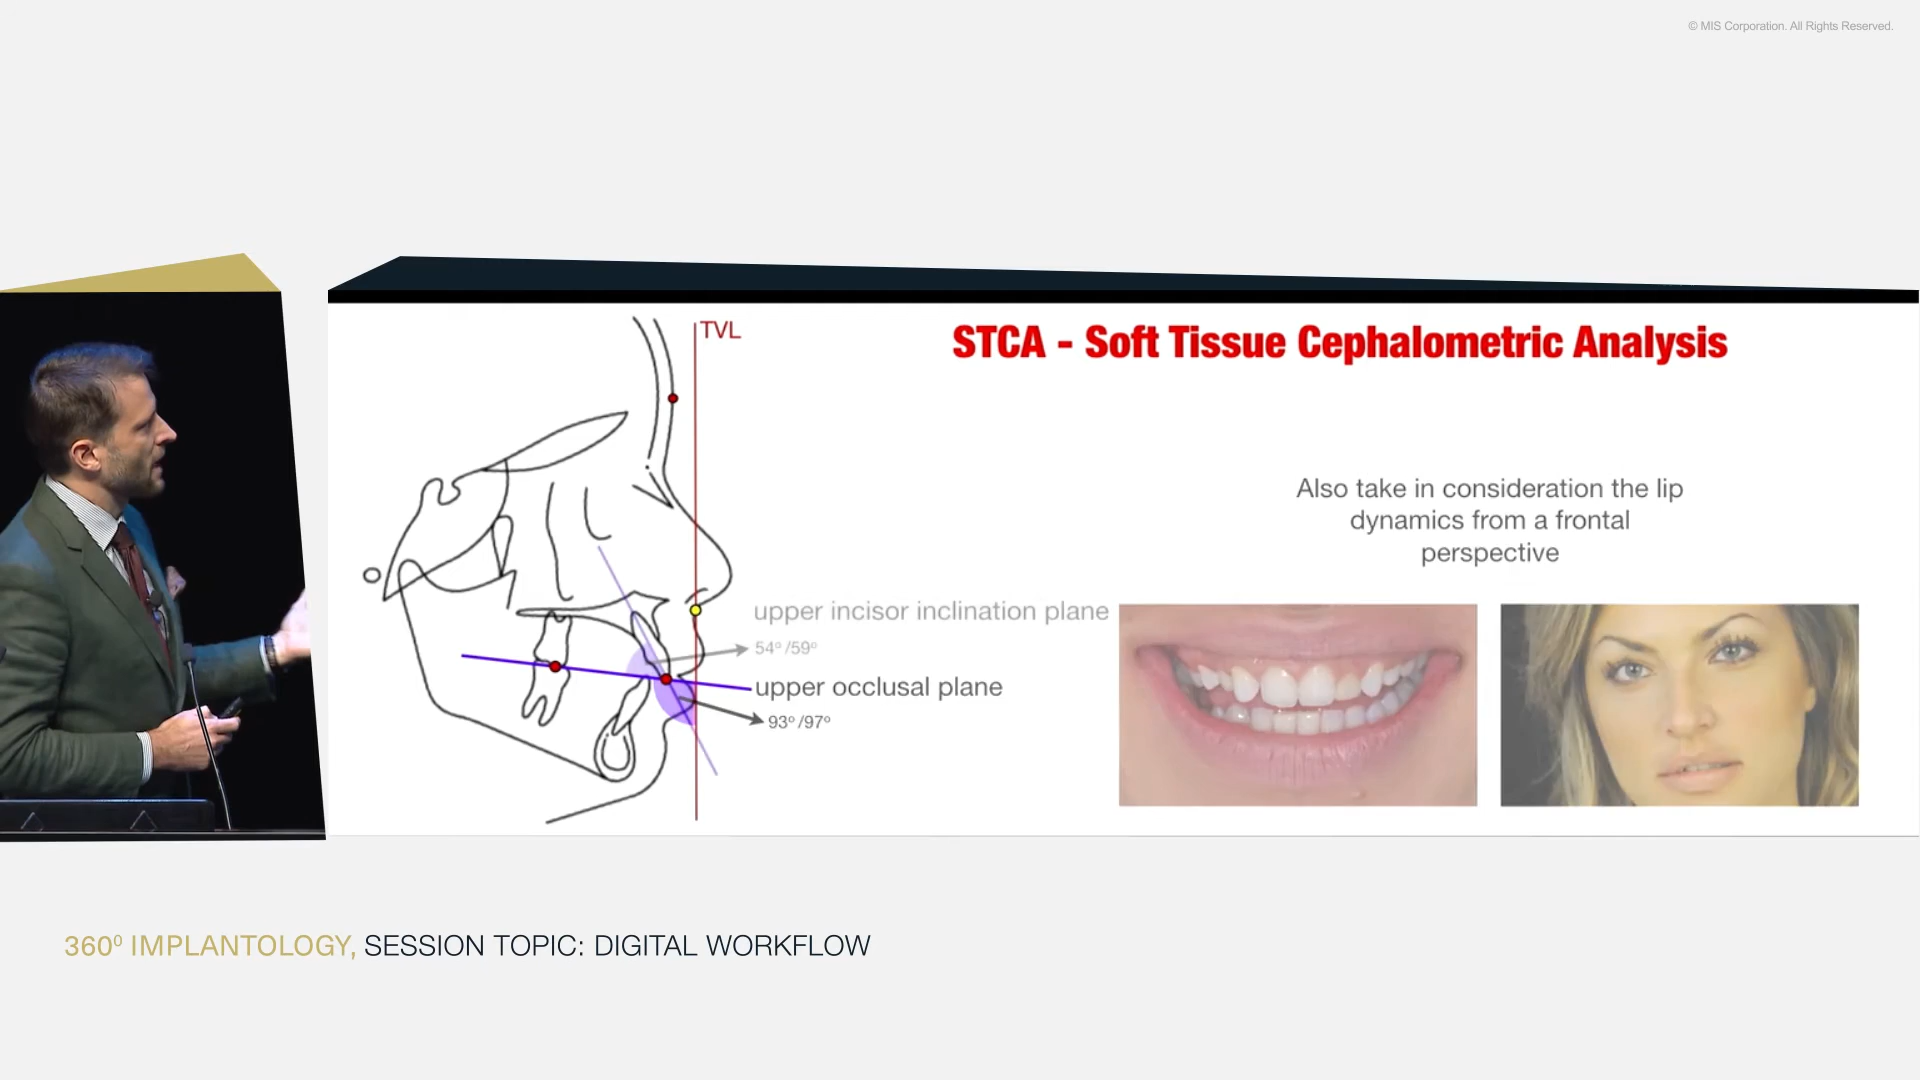 © MIS Corporation. All Rights Reserved.
TVL
STCA - Soft Tissue Cephalometric Analysis
Also take in consideration the lip
dynamics from a frontal
perspective
upper incisor inclination plane
54º /59º
upper occlusal plane
93º /97º
360⁰ IMPLANTOLOGY, SESSION TOPIC: DIGITAL WORKFLOW